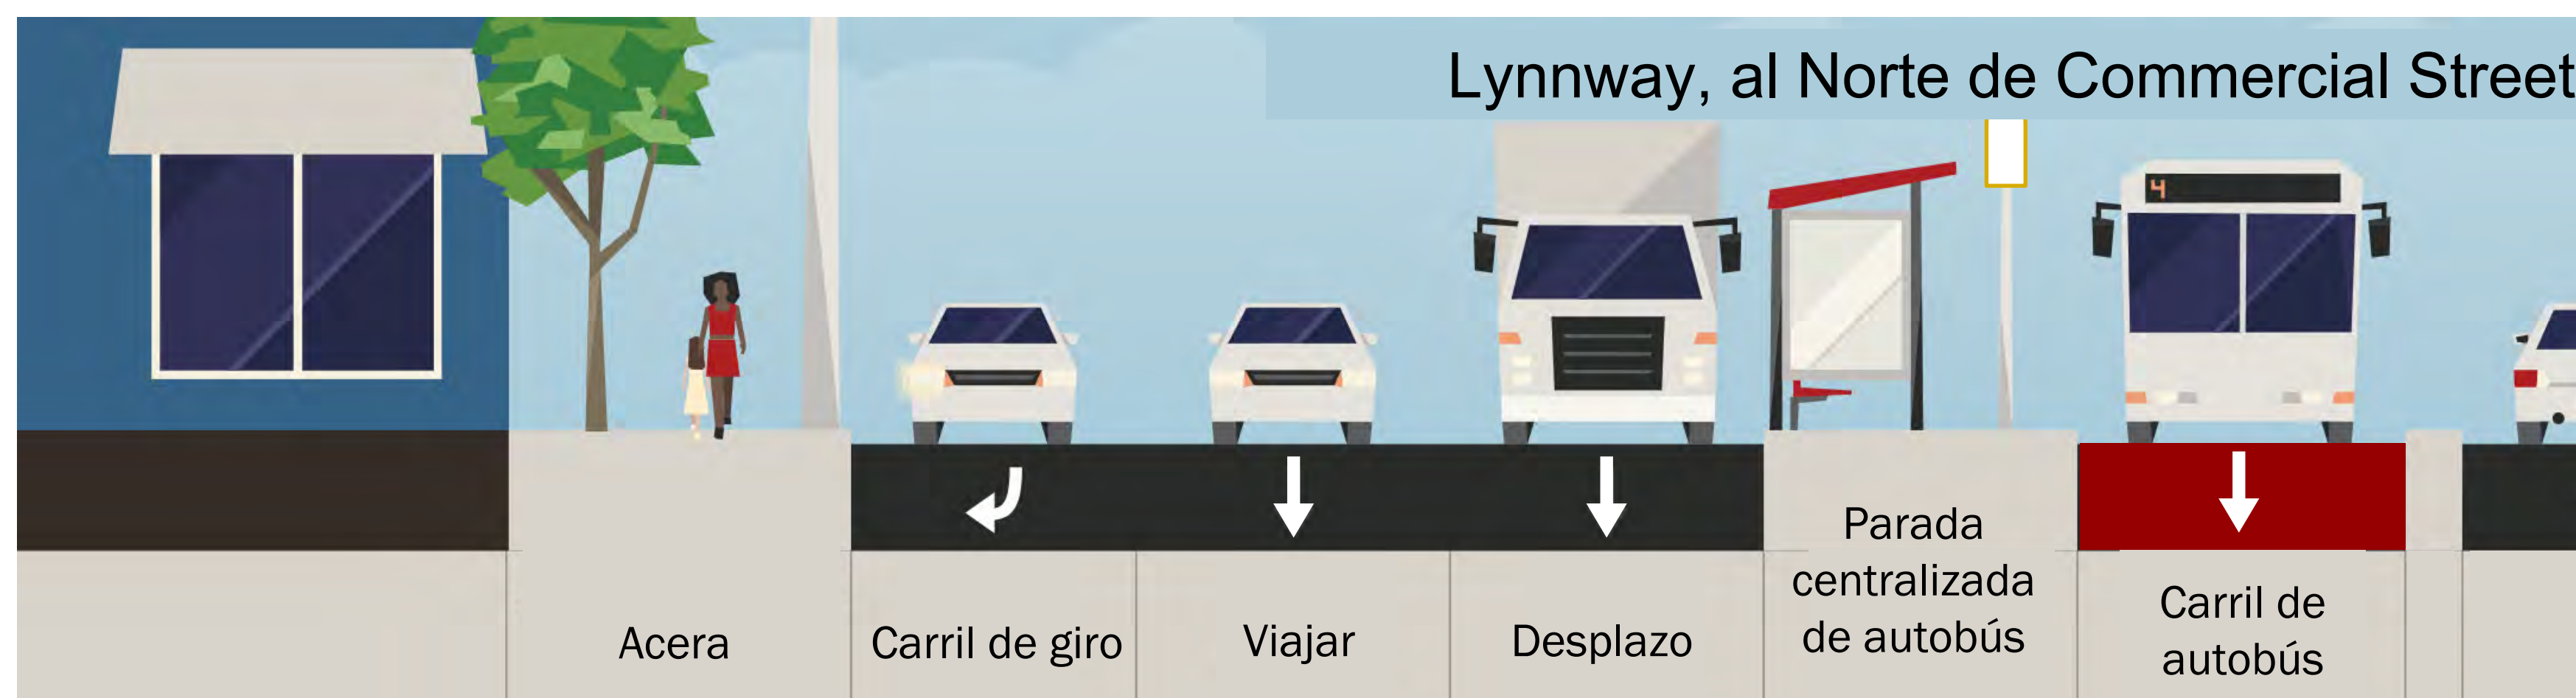 Lynnway, al Norte de Commercial Street
4
Acera
Carril de giro
Viajar
Desplazo
Parada
centralizada
de autobús
Carril de
autobús